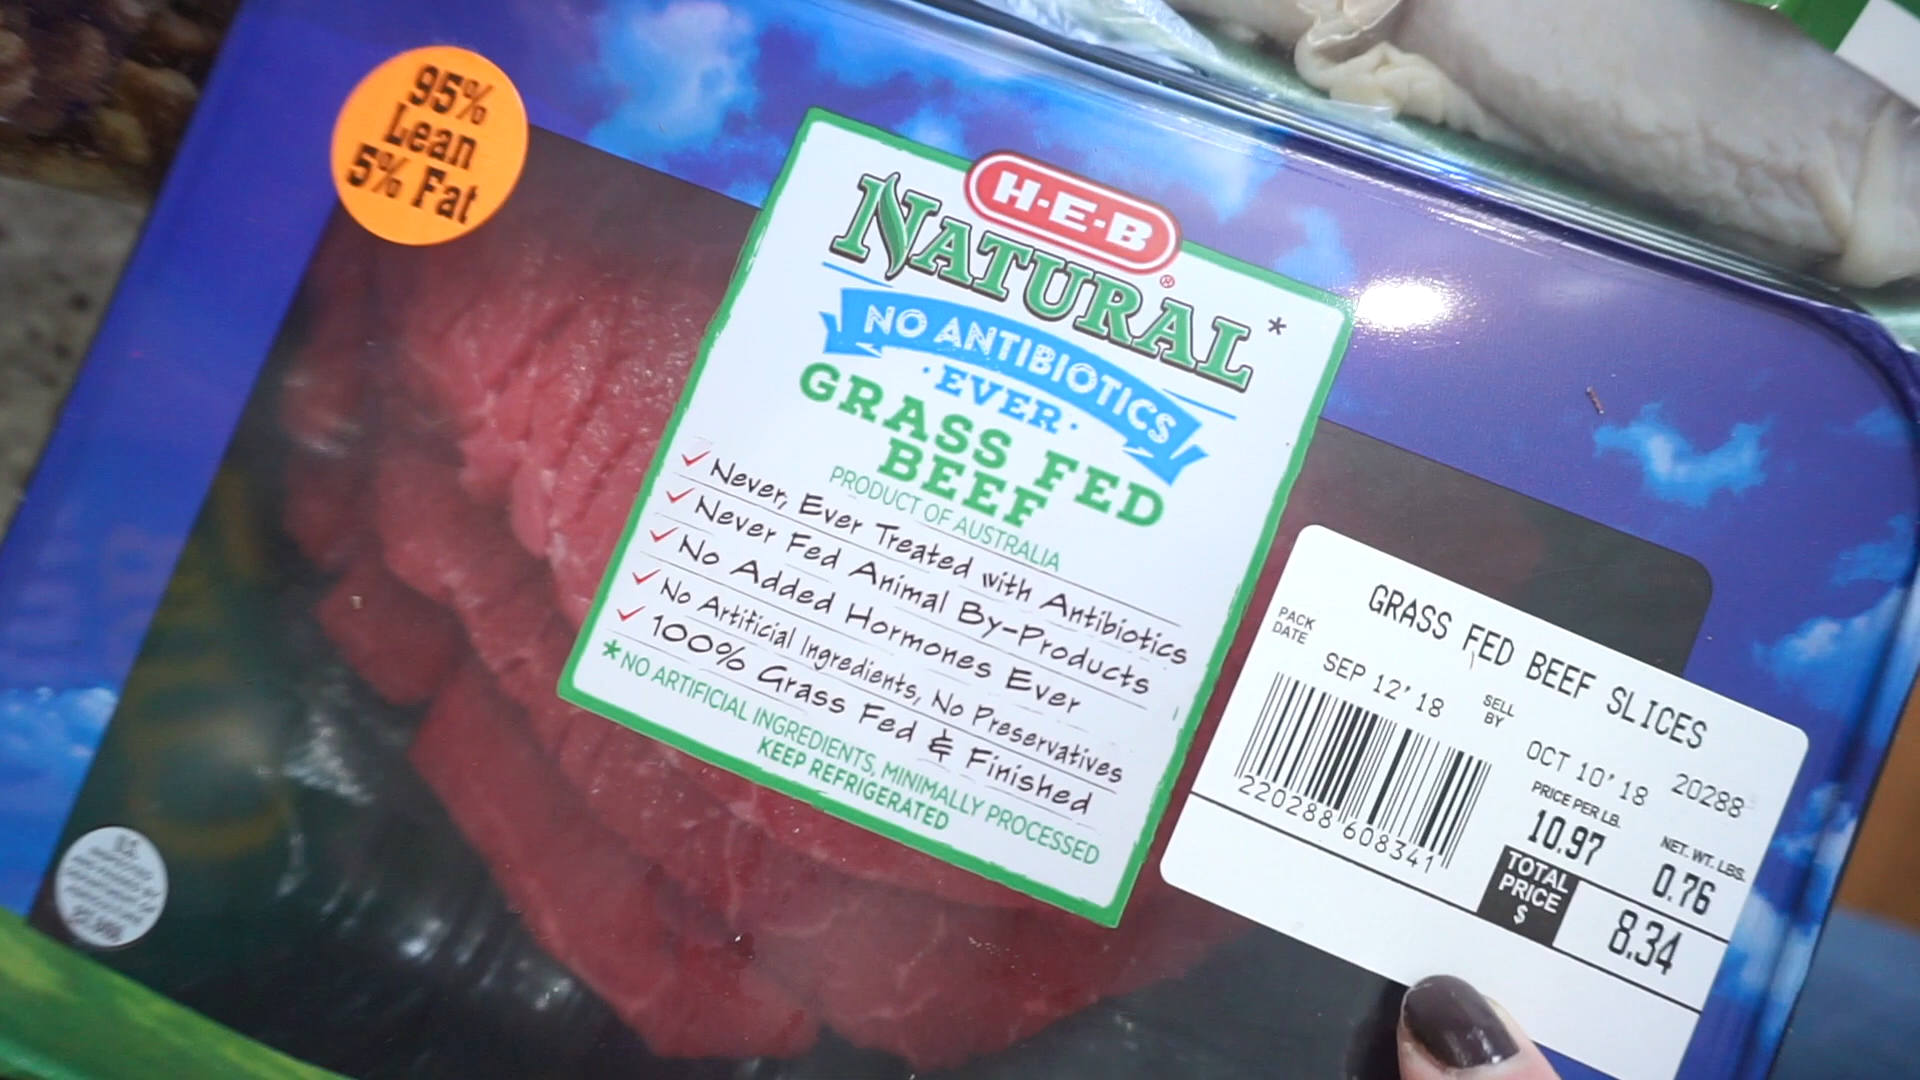 95%
Lean
5% Fat
H-E-B
NATURAL*
NO ANTIBIOTICS
·EVER·
GRASS FED
BEEF
PRODUCT OF AUSTRALIA
Never, Ever Treated with Antibiotics
Never Fed Animal By-Products
No Added Hormones Ever
No Artificial Ingredients, No Preservatives
100% Grass Fed & Finished
*NO ARTIFICIAL INGREDIENTS, MINIMALLY PROCESSED
KEEP REFRIGERATED
GRASS FED BEEF SLICES
PACK
DATE
SEP 12'18
SELL
BY
OCT 10'18
20288
220288 608341
PRICE PER LB.
10.97
NET. WT. LBS.
0.76
TOTAL
PRICE
$
8.34